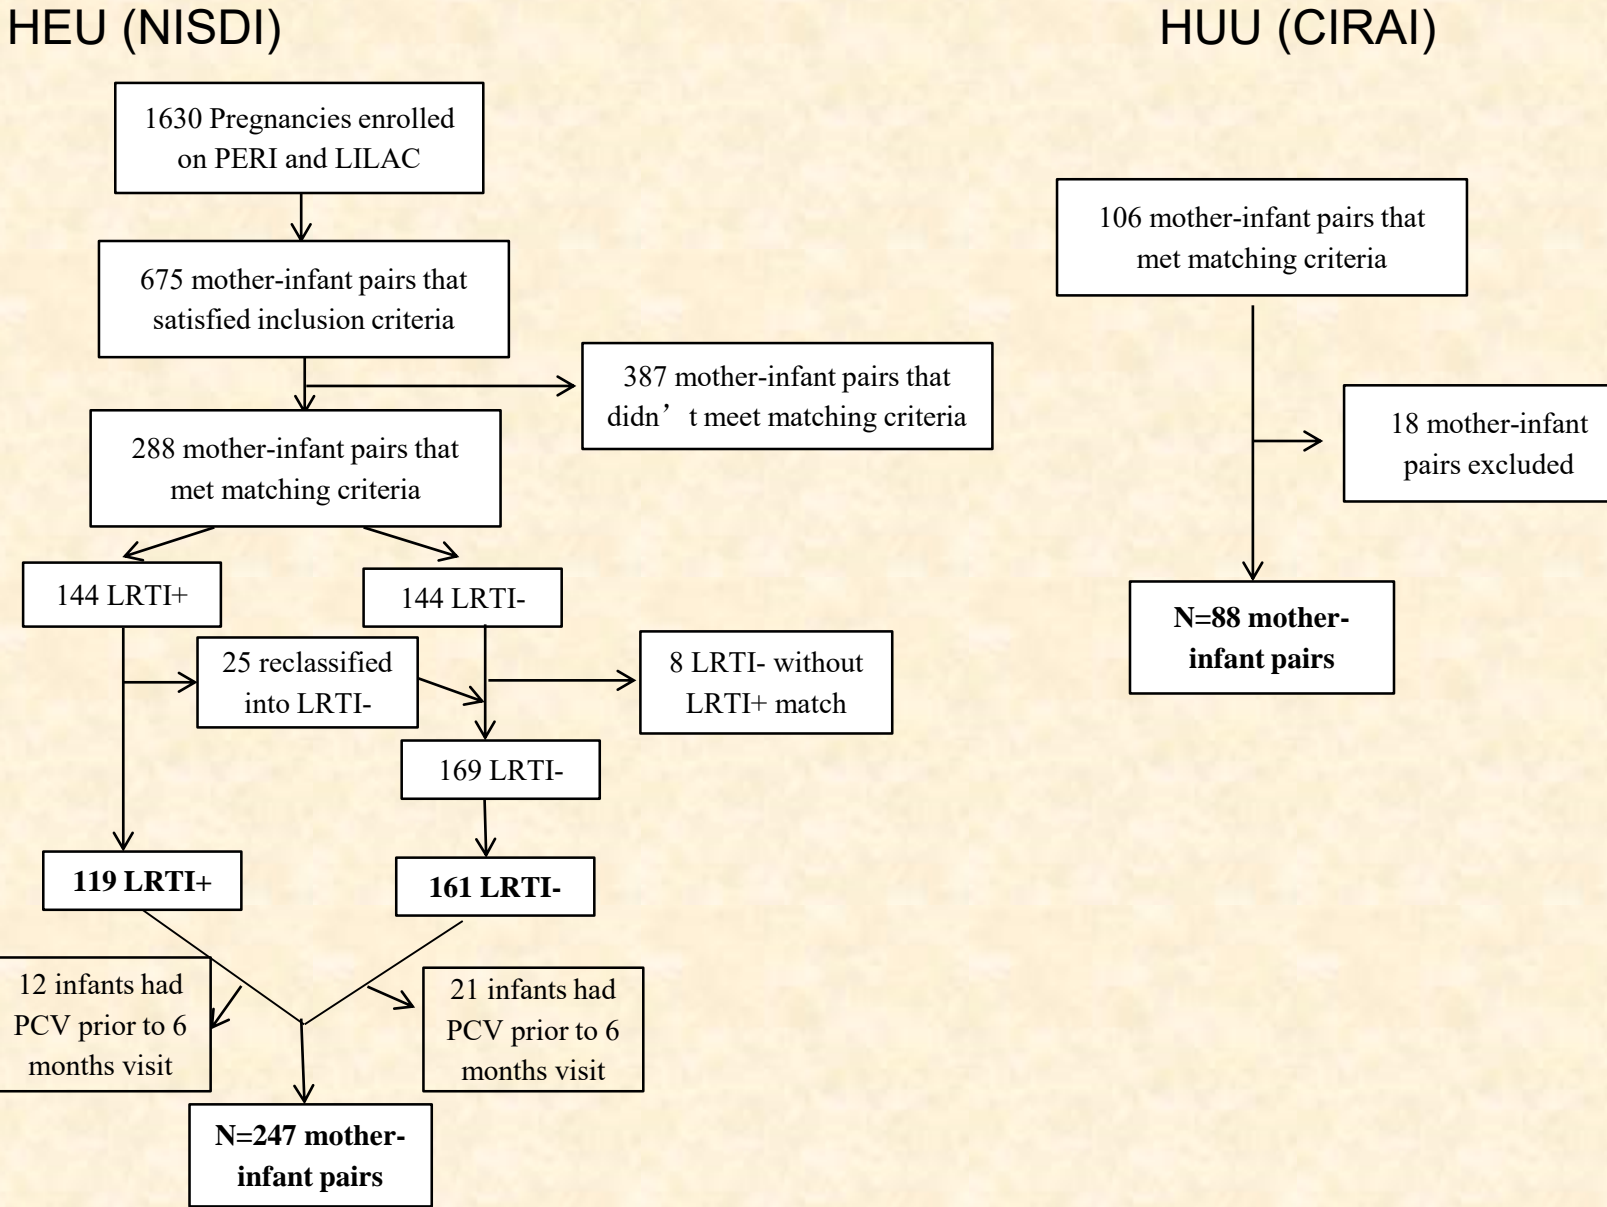 HEU (NISDI)
HUU (CIRAI)
1630 Pregnancies enrolled
on PERI and LILAC
675 mother-infant pairs that
satisfied inclusion criteria
387 mother-infant pairs that
didn’ t meet matching criteria
288 mother-infant pairs that
met matching criteria
144 LRTI+
144 LRTI-
25 reclassified
into LRTI-
8 LRTI- without
LRTI+ match
169 LRTI-
119 LRTI+
161 LRTI-
12 infants had
PCV prior to 6
months visit
21 infants had
PCV prior to 6
months visit
N=247 mother-
infant pairs
106 mother-infant pairs that
met matching criteria
18 mother-infant
pairs excluded
N=88 mother-
infant pairs